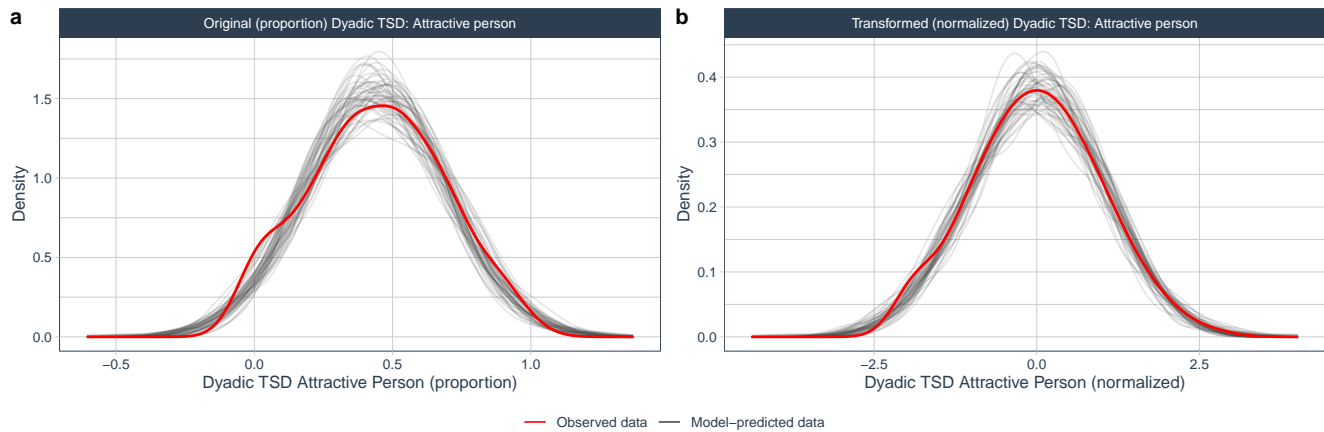 a
Original (proportion) Dyadic TSD: Attractive person
Density
1.5
1.0
0.5
0.0
−0.5
0.0
0.5
1.0
Dyadic TSD Attractive Person (proportion)
b
Transformed (normalized) Dyadic TSD: Attractive person
Density
0.4
0.3
0.2
0.1
0.0
−2.5
0.0
2.5
Dyadic TSD Attractive Person (normalized)
Observed data
Model−predicted data